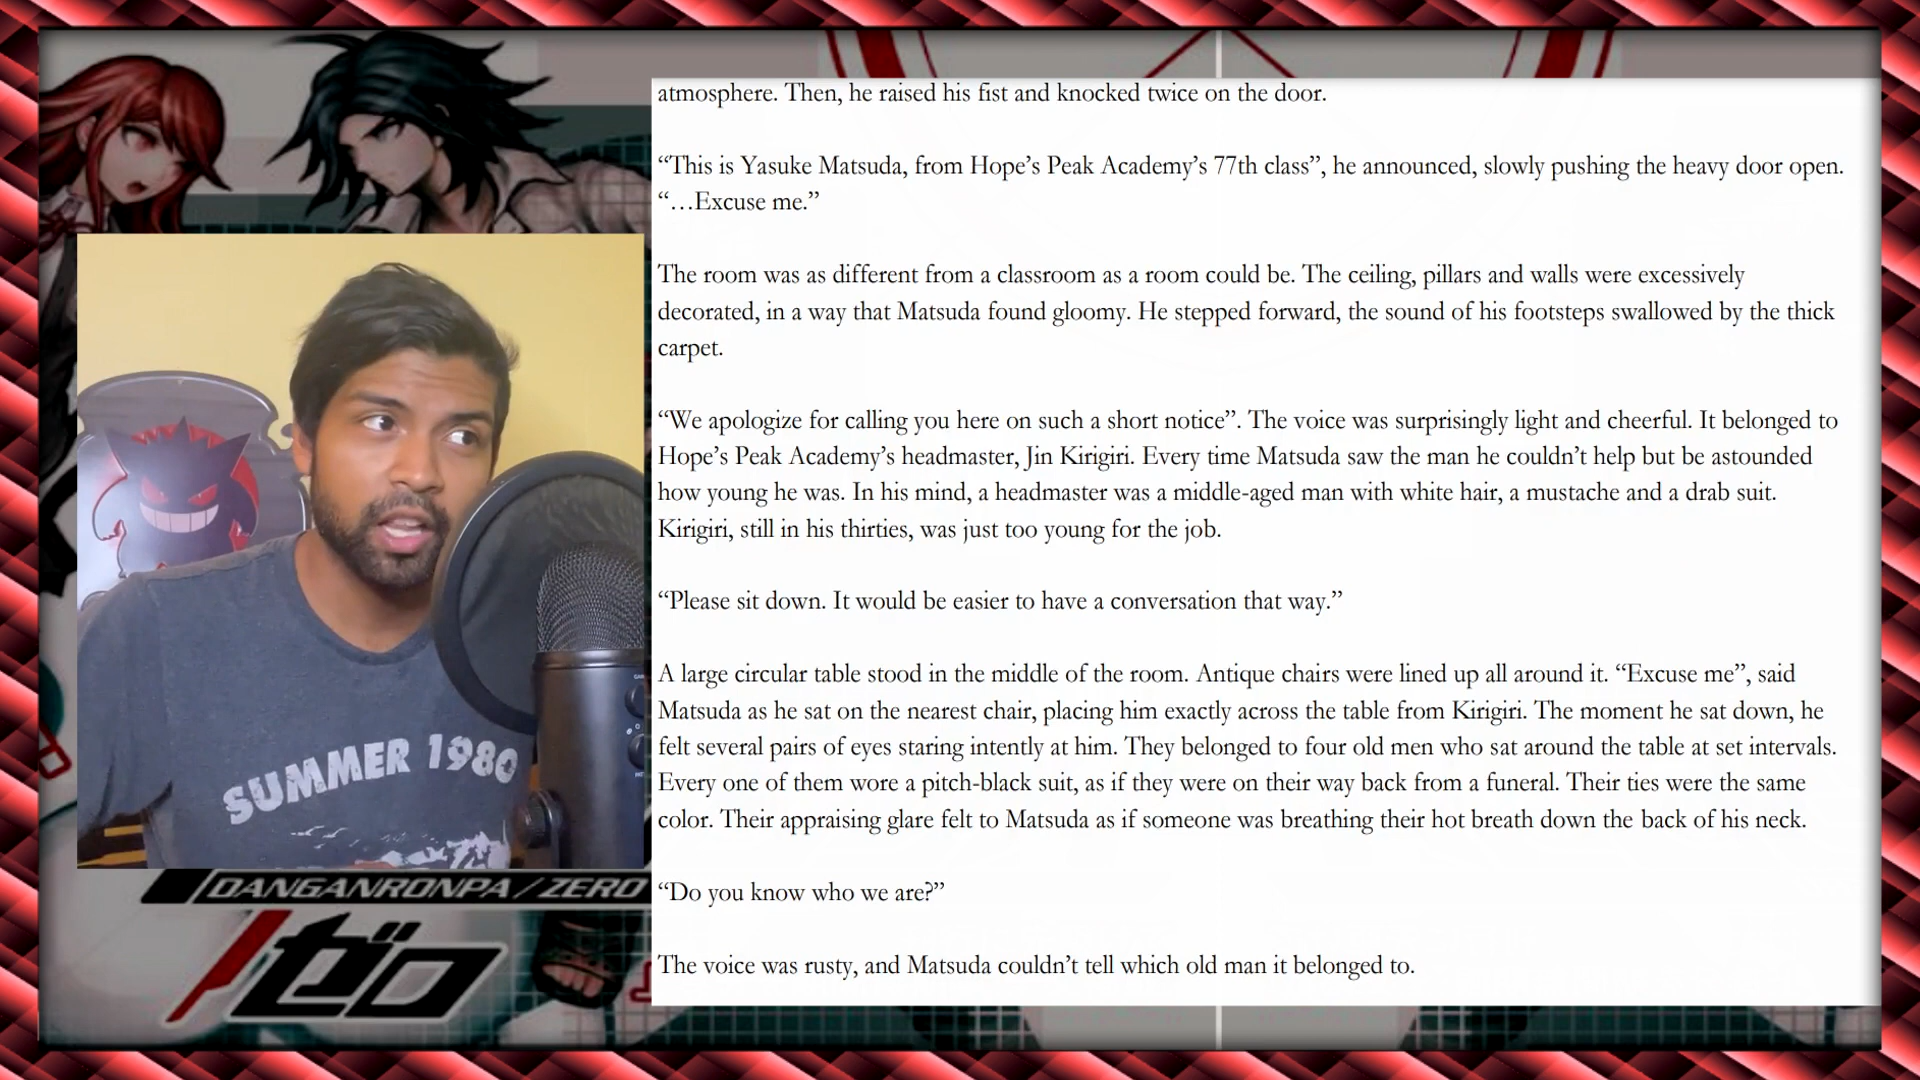 atmosphere. Then, he raised his fist and knocked twice on the door.
“This is Yasuke Matsuda, from Hope’s Peak Academy’s 77th class”, he announced, slowly pushing the heavy door open.
“…Excuse me.”
The room was as different from a classroom as a room could be. The ceiling, pillars and walls were excessively
decorated, in a way that Matsuda found gloomy. He stepped forward, the sound of his footsteps swallowed by the thick
carpet.
“We apologize for calling you here on such a short notice”. The voice was surprisingly light and cheerful. It belonged to
Hope’s Peak Academy’s headmaster, Jin Kirigiri. Every time Matsuda saw the man he couldn’t help but be astounded
how young he was. In his mind, a headmaster was a middle-aged man with white hair, a mustache and a drab suit.
Kirigiri, still in his thirties, was just too young for the job.
“Please sit down. It would be easier to have a conversation that way.”
A large circular table stood in the middle of the room. Antique chairs were lined up all around it. “Excuse me”, said
Matsuda as he sat on the nearest chair, placing him exactly across the table from Kirigiri. The moment he sat down, he
felt several pairs of eyes staring intently at him. They belonged to four old men who sat around the table at set intervals.
Every one of them wore a pitch-black suit, as if they were on their way back from a funeral. Their ties were the same
color. Their appraising glare felt to Matsuda as if someone was breathing their hot breath down the back of his neck.
“Do you know who we are?”
The voice was rusty, and Matsuda couldn’t tell which old man it belonged to.
SUMMER 1980
DANGANRONPA/ZERO
/ゼロ